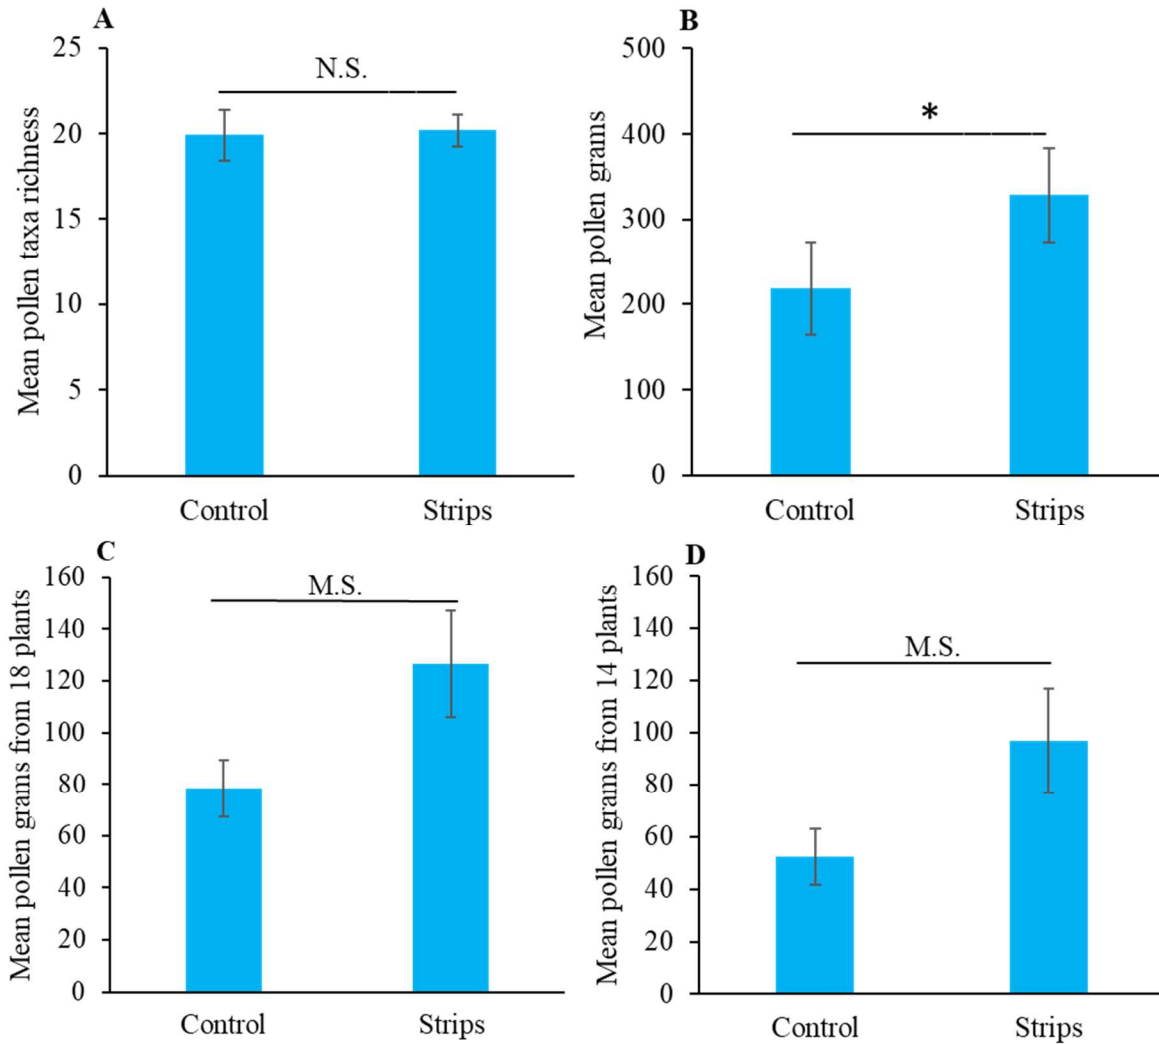 A
Mean pollen taxa richness
25
20
15
10
5
0
N.S.
Control
Strips
B
Mean pollen grams
500
400
300
200
100
0
*
Control
Strips
C
Mean pollen grams from 18 plants
160
140
120
100
80
60
40
20
0
M.S.
Control
Strips
D
Mean pollen grams from 14 plants
160
140
120
100
80
60
40
20
0
M.S.
Control
Strips